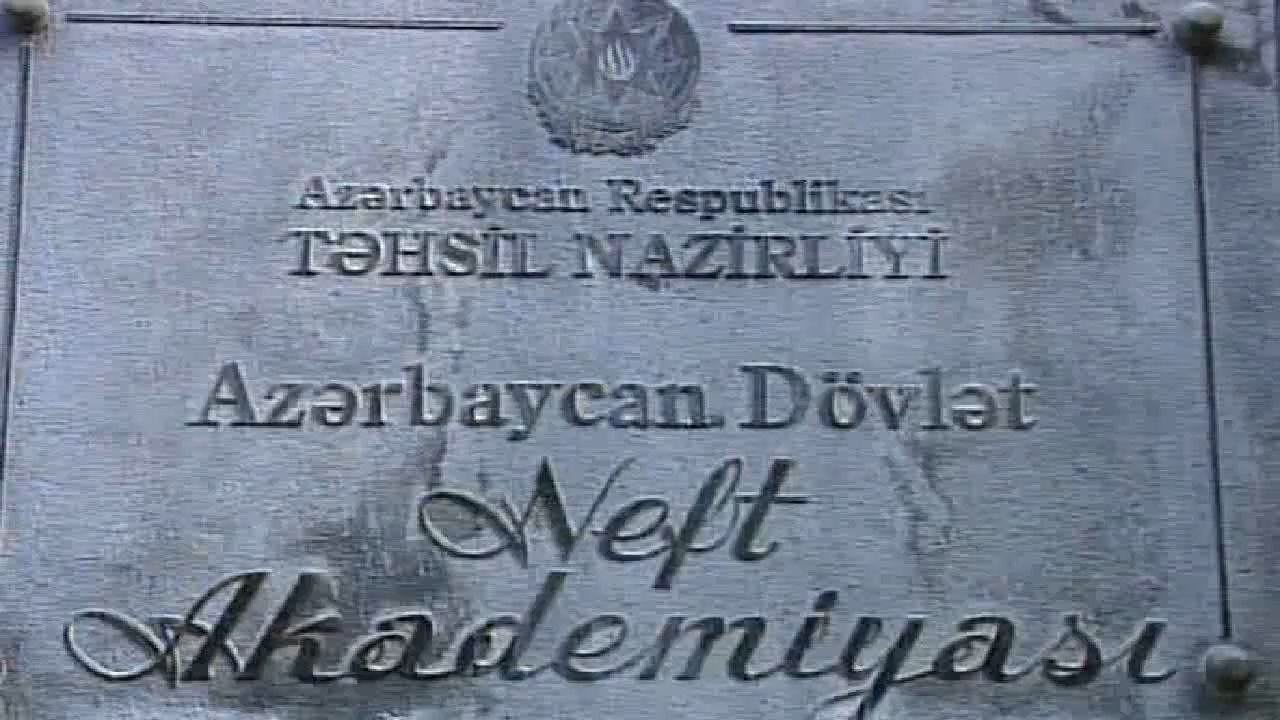 Azərbaycan Respublikası
TƏHSİL NAZİRLİYİ
Azərbaycan Dövlət
Neft
Akademiyası